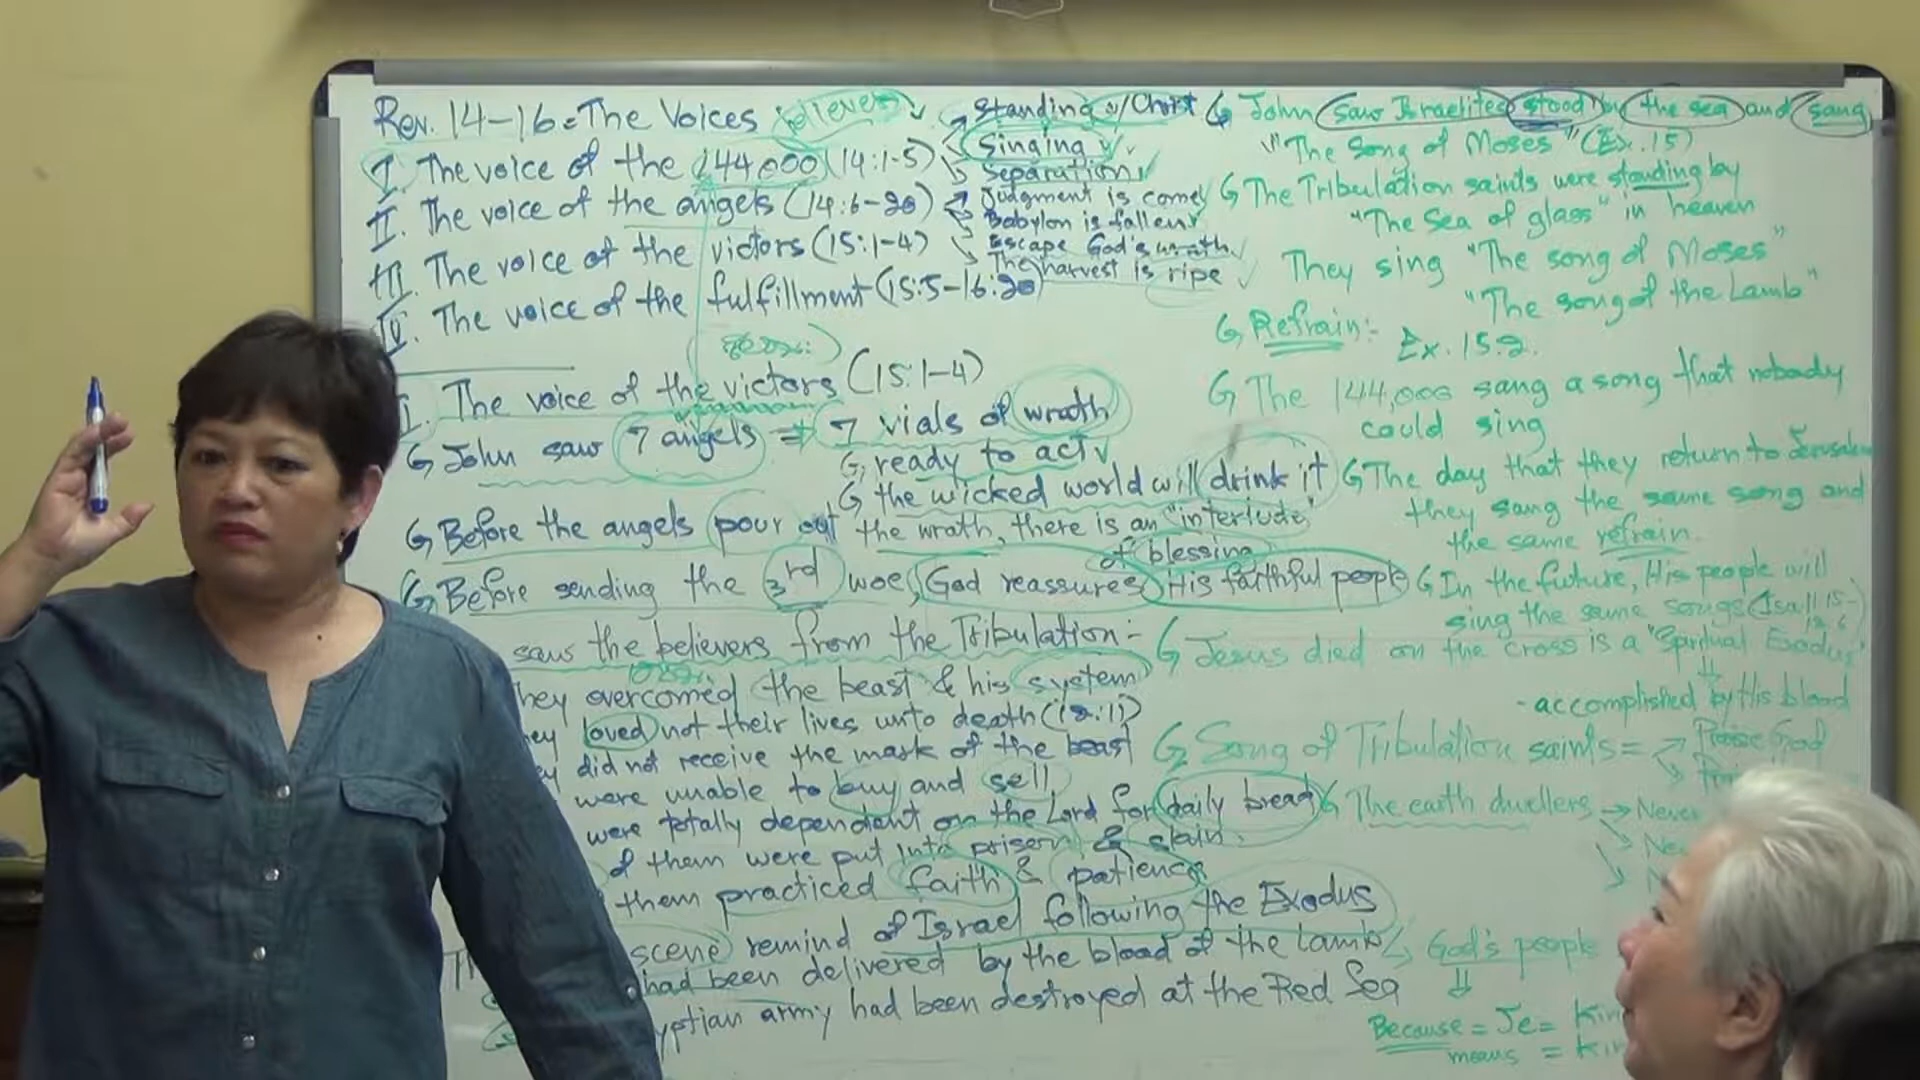 Rev. 14-16 = The Voices believers
I. The voice of the 144,000 (14:1-5)
II. The voice of the angels (14:6-20)
III. The voice of the victors (15:1-4)
IV. The voice of the fulfillment (15:5-16:20)
Standing w/ Christ
Singing
Separation
Judgment is come
Babylon is fallen
Escape God's wrath
The harvest is ripe
I. The voice of the victors (15:1-4)
John saw 7 angels ⇒ 7 vials of wrath
ready to act
the wicked world will drink it
Before the angels pour out the wrath, there is an "interlude"
of blessing
Before sending the 3rd woe, God reassures His faithful people
saw the believers from the Tribulation:-
hey overcomed the beast & his system
ey loved not their lives unto death (12:11)
ey did not receive the mark of the beast
were unable to buy and sell
were totally dependent on the Lord for daily bread
of them were put into prison & slain.
them practiced faith & patience
Th scene remind of Israel following the Exodus
had been delivered by the blood of the Lamb
yptian army had been destroyed at the Red Sea
John saw Israelites stood by the sea and sang
"The Song of Moses" (Ex. 15)
The Tribulation saints were standing by
"The Sea of glass" in heaven
They sing "The song of Moses"
"The song of the Lamb"
Refrain:-
Ex. 15:2.
The 144,000 sang a song that nobody
could sing
The day that they return to Jerusalem
they sang the same song and
the same refrain.
In the future, His people will
sing the same songs (Isa 11:15-
12:6)
Jesus died on the cross is a "Spiritual Exodus"
- accomplished by His blood
Song of Tribulation saints = Praise God
The earth dwellers → Never
Ne
N
God's people
⇓
Because = Je = Kin
means = Kin